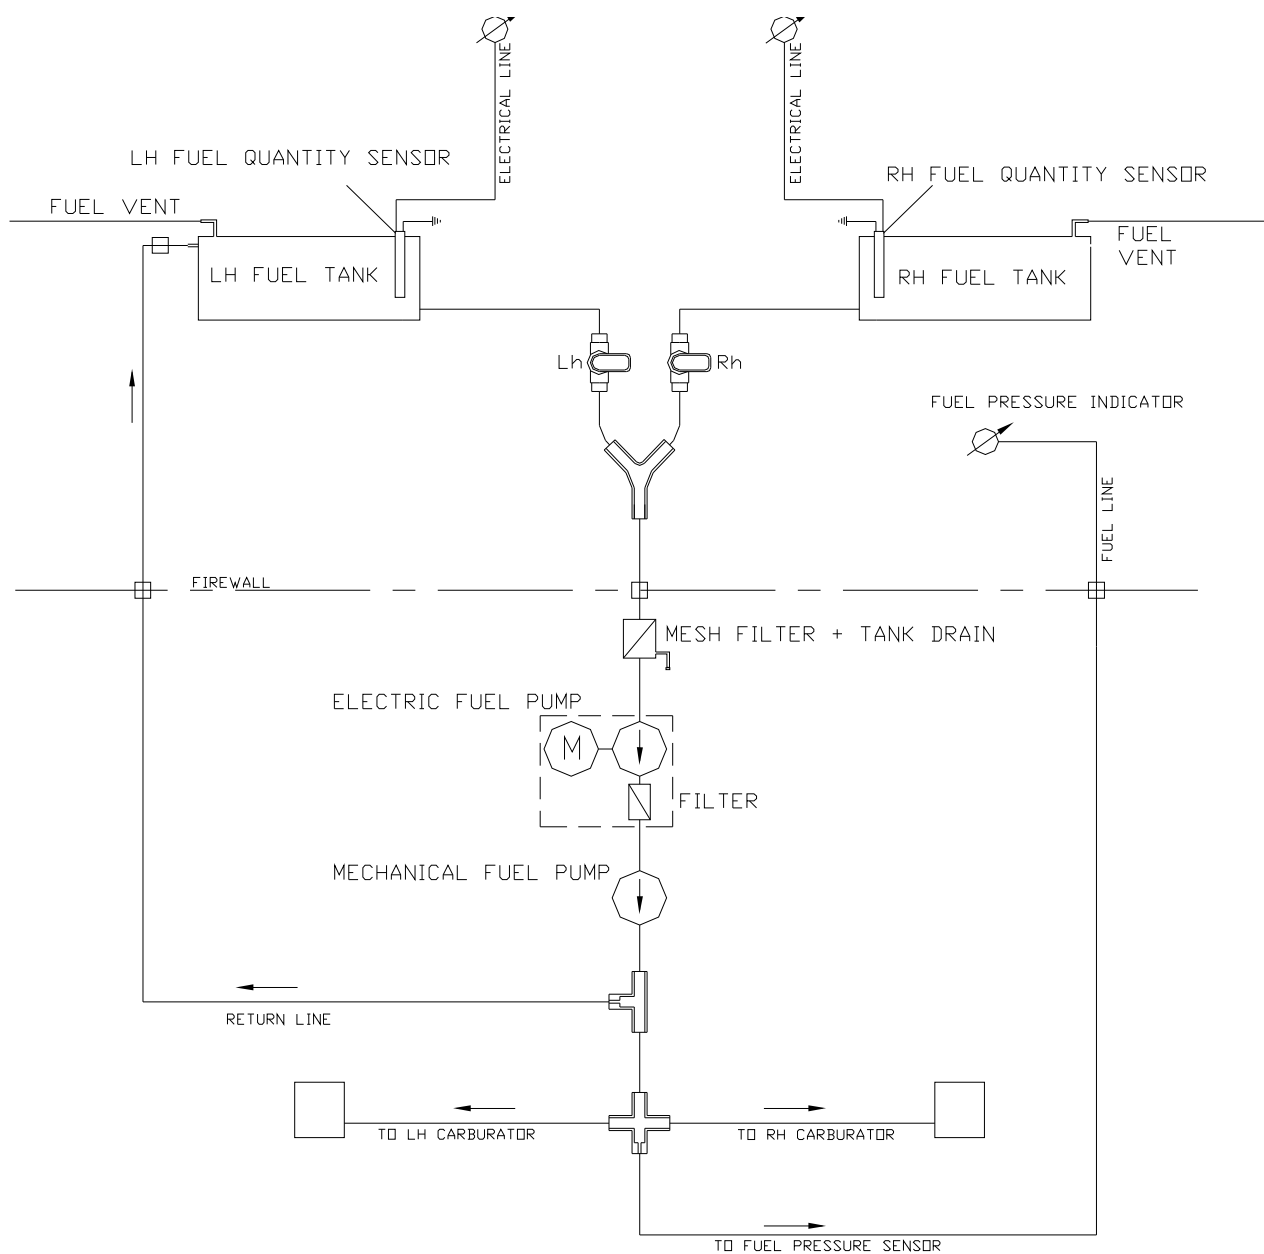 ELECTRICAL LINE
ELECTRICAL LINE
LH FUEL QUANTITY SENSOR
RH FUEL QUANTITY SENSOR
FUEL VENT
FUEL
VENT
LH FUEL TANK
RH FUEL TANK
Lh
Rh
FUEL PRESSURE INDICATOR
FUEL LINE
FIREWALL
MESH FILTER + TANK DRAIN
ELECTRIC FUEL PUMP
M
FILTER
MECHANICAL FUEL PUMP
RETURN LINE
TO LH CARBURATOR
TO RH CARBURATOR
TO FUEL PRESSURE SENSOR